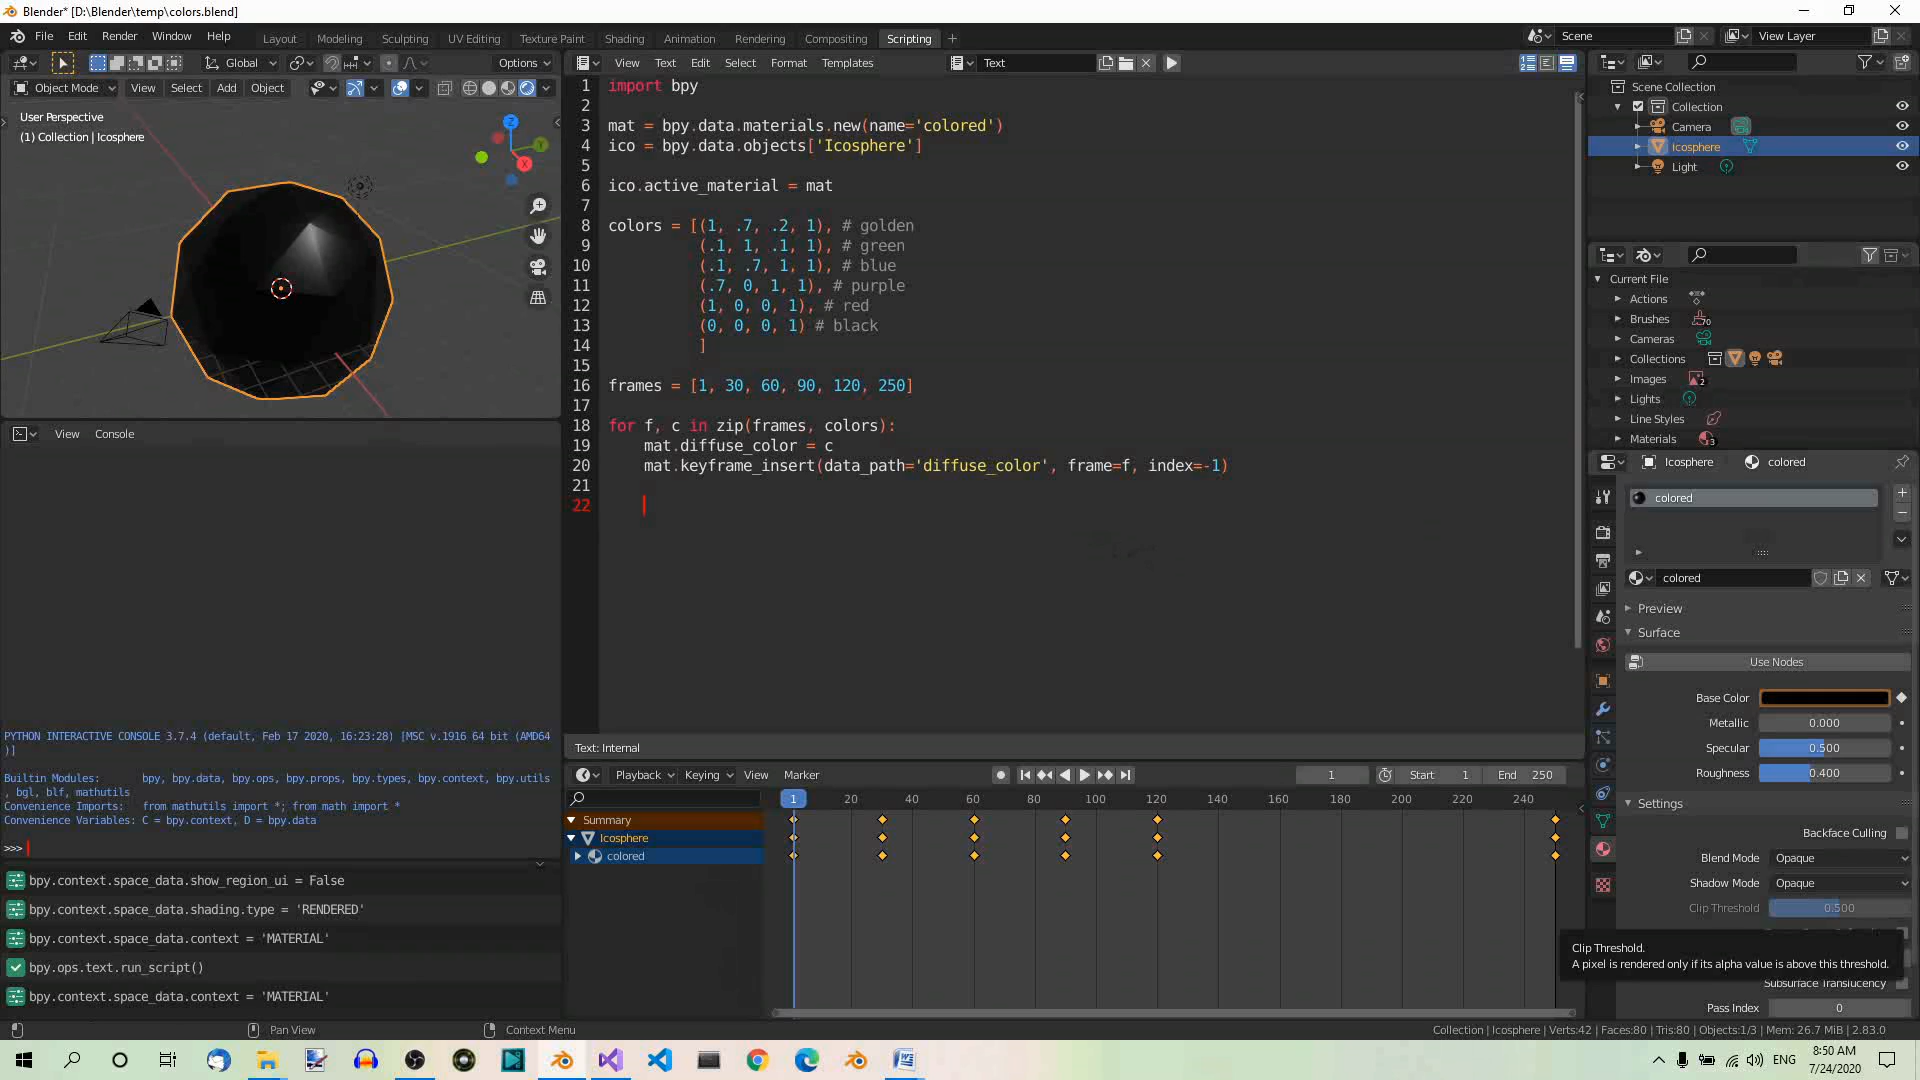 Blender* [D:\Blender\temp\colors.blend]
File Edit Render Window Help
Layout Modeling Sculpting UV Editing Texture Paint Shading Animation Rendering Compositing Scripting +
Scene
View Layer
Global
Options
Object Mode View Select Add Object
User Perspective
(1) Collection | Icosphere
Z
Y
X
View Text Edit Select Format Templates
Text
1 import bpy
2
3 mat = bpy.data.materials.new(name='colored')
4 ico = bpy.data.objects['Icosphere']
5
6 ico.active_material = mat
7
8 colors = [(1, .7, .2, 1), # golden
9 (.1, 1, .1, 1), # green
10 (.1, .7, 1, 1), # blue
11 (.7, 0, 1, 1), # purple
12 (1, 0, 0, 1), # red
13 (0, 0, 0, 1) # black
14 ]
15
16 frames = [1, 30, 60, 90, 120, 250]
17
18 for f, c in zip(frames, colors):
19 mat.diffuse_color = c
20 mat.keyframe_insert(data_path='diffuse_color', frame=f, index=-1)
21
22
Text: Internal
View Console
PYTHON INTERACTIVE CONSOLE 3.7.4 (default, Feb 17 2020, 16:23:28) [MSC v.1916 64 bit (AMD64
)]
Builtin Modules: bpy, bpy.data, bpy.ops, bpy.props, bpy.types, bpy.context, bpy.utils
, bgl, blf, mathutils
Convenience Imports: from mathutils import *; from math import *
Convenience Variables: C = bpy.context, D = bpy.data
>>>
bpy.context.space_data.show_region_ui = False
bpy.context.space_data.shading.type = 'RENDERED'
bpy.context.space_data.context = 'MATERIAL'
bpy.ops.text.run_script()
bpy.context.space_data.context = 'MATERIAL'
Playback Keying View Marker
1
Start 1
End 250
1 20 40 60 80 100 120 140 160 180 200 220 240
Summary
Icosphere
colored
Scene Collection
Collection
Camera
Icosphere
Light
Current File
Actions
Brushes 70
Cameras
Collections
Images 2
Lights
Line Styles
Materials 3
Icosphere
colored
colored
colored
Preview
Surface
Use Nodes
Base Color
Metallic 0.000
Specular 0.500
Roughness 0.400
Settings
Backface Culling
Blend Mode Opaque
Shadow Mode Opaque
Clip Threshold 0.500
Clip Threshold.
A pixel is rendered only if its alpha value is above this threshold.
Subsurface Translucency
Pass Index 0
Pan View
Context Menu
Collection | Icosphere | Verts:42 | Faces:80 | Tris:80 | Objects:1/3 | Mem: 26.7 MiB | 2.83.0
ENG
8:50 AM
7/24/2020